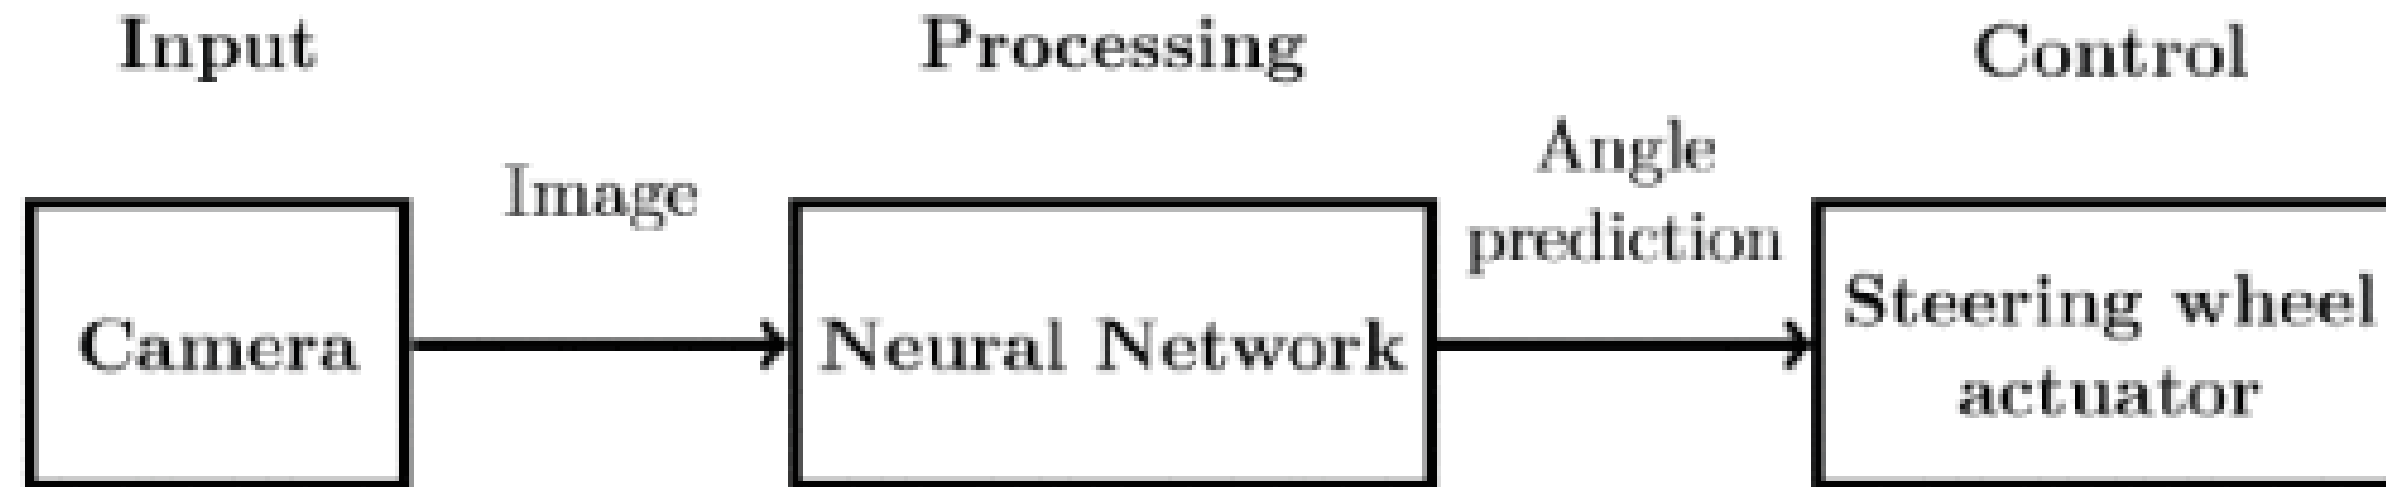 Input
Processing
Control
Image
Angle
prediction
Camera
Neural Network
Steering wheel
actuator